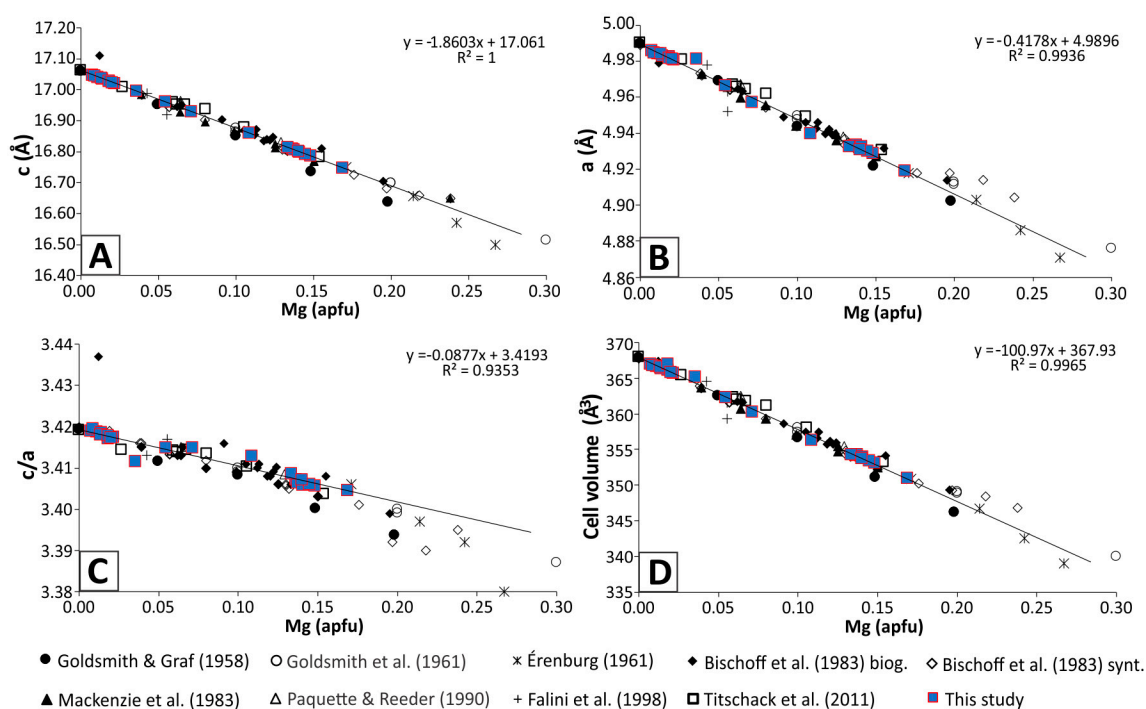 17.20
17.10
17.00
16.90
16.80
16.70
16.60
16.50
16.40
c (Å)
y = -1.8603x + 17.061
R² = 1
A
0.00 0.05 0.10 0.15 0.20 0.25 0.30
Mg (apfu)
5.00
4.98
4.96
4.94
4.92
4.90
4.88
4.86
a (Å)
y = -0.4178x + 4.9896
R² = 0.9936
B
0.00 0.05 0.10 0.15 0.20 0.25 0.30
Mg (apfu)
3.44
3.43
3.42
3.41
3.40
3.39
3.38
c/a
y = -0.0877x + 3.4193
R² = 0.9353
C
0.00 0.05 0.10 0.15 0.20 0.25 0.30
Mg (apfu)
370
365
360
355
350
345
340
335
Cell volume (Å³)
y = -100.97x + 367.93
R² = 0.9965
D
0.00 0.05 0.10 0.15 0.20 0.25 0.30
Mg (apfu)
Goldsmith & Graf (1958) Goldsmith et al. (1961) Érenburg (1961) Bischoff et al. (1983) biog. Bischoff et al. (1983) synt.
Mackenzie et al. (1983) Paquette & Reeder (1990) Falini et al. (1998) Titschack et al. (2011) This study